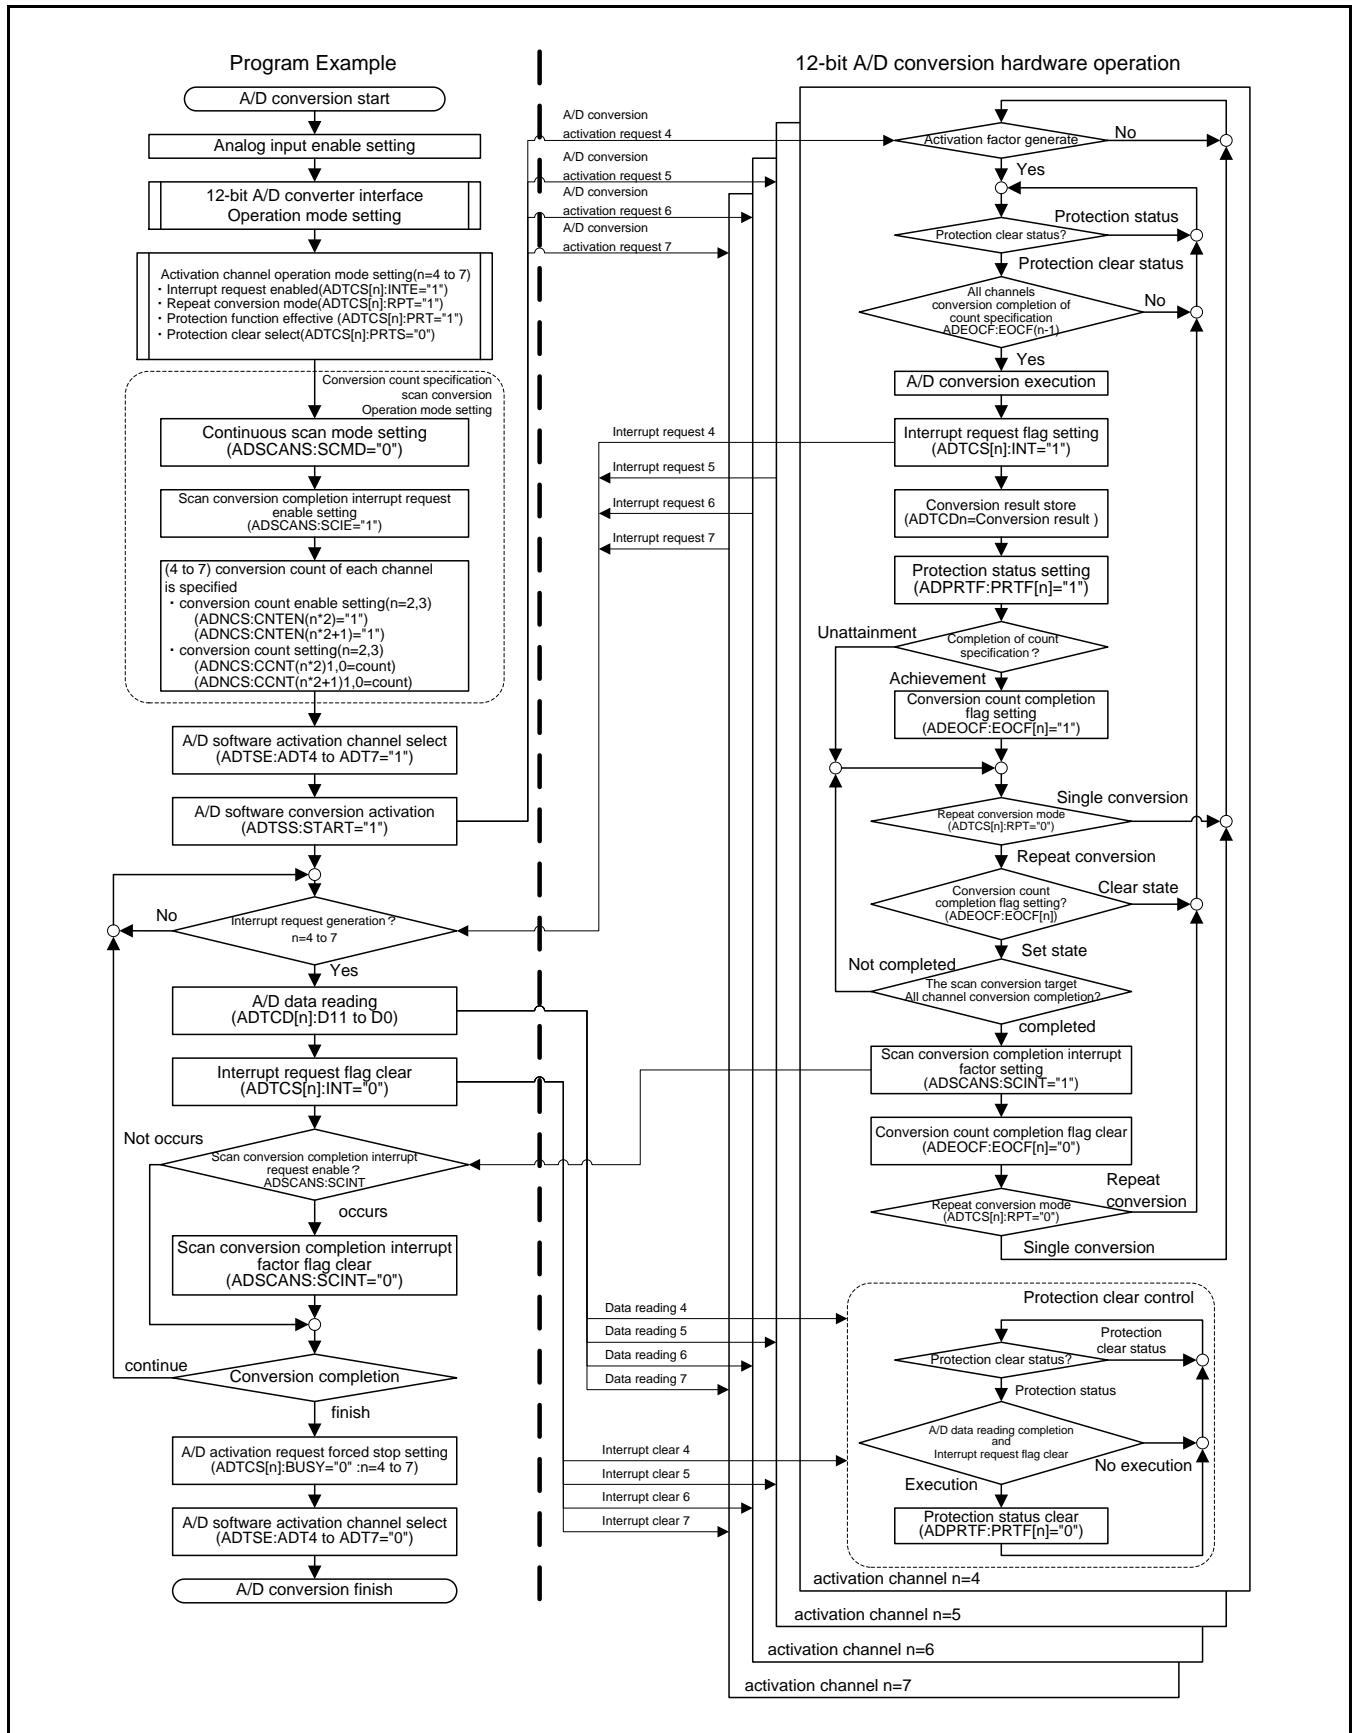 Program Example
A/D conversion start
Analog input enable setting
12-bit A/D converter interface
Operation mode setting
Activation channel operation mode setting(n=4 to 7)
・Interrupt request enabled(ADTCS[n]:INTE="1")
・Repeat conversion mode(ADTCS[n]:RPT="1")
・Protection function effective (ADTCS[n]:PRT="1")
・Protection clear select(ADTCS[n]:PRTS="0")
Conversion count specification
scan conversion
Operation mode setting
Continuous scan mode setting
(ADSCANS:SCMD="0")
Scan conversion completion interrupt request
enable setting
(ADSCANS:SCIE="1")
(4 to 7) conversion count of each channel
is specified
・conversion count enable setting(n=2,3)
(ADNCS:CNTEN(n*2)="1")
(ADNCS:CNTEN(n*2+1)="1")
・conversion count setting(n=2,3)
(ADNCS:CCNT(n*2)1,0=count)
(ADNCS:CCNT(n*2+1)1,0=count)
A/D software activation channel select
(ADTSE:ADT4 to ADT7="1")
A/D software conversion activation
(ADTSS:START="1")
No
Interrupt request generation?
n=4 to 7
Yes
A/D data reading
(ADTCD[n]:D11 to D0)
Interrupt request flag clear
(ADTCS[n]:INT="0")
Not occurs
Scan conversion completion interrupt
request enable?
ADSCANS:SCINT
occurs
Scan conversion completion interrupt
factor flag clear
(ADSCANS:SCINT="0")
continue
Conversion completion
finish
A/D activation request forced stop setting
(ADTCS[n]:BUSY="0" :n=4 to 7)
A/D software activation channel select
(ADTSE:ADT4 to ADT7="0")
A/D conversion finish
A/D conversion
activation request 4
A/D conversion
activation request 5
A/D conversion
activation request 6
A/D conversion
activation request 7
Interrupt request 4
Interrupt request 5
Interrupt request 6
Interrupt request 7
Data reading 4
Data reading 5
Data reading 6
Data reading 7
Interrupt clear 4
Interrupt clear 5
Interrupt clear 6
Interrupt clear 7
12-bit A/D conversion hardware operation
Activation factor generate
No
Yes
Protection status
Protection clear status?
Protection clear status
All channels
conversion completion of
count specification
ADEOCF:EOCF(n-1)
No
Yes
A/D conversion execution
Interrupt request flag setting
(ADTCS[n]:INT="1")
Conversion result store
(ADTCDn=Conversion result )
Protection status setting
(ADPRTF:PRTF[n]="1")
Unattainment
Completion of count
specification?
Achievement
Conversion count completion
flag setting
(ADEOCF:EOCF[n]="1")
Single conversion
Repeat conversion mode
(ADTCS[n]:RPT="0")
Repeat conversion
Conversion count
completion flag setting?
(ADEOCF:EOCF[n])
Clear state
Set state
Not completed
The scan conversion target
All channel conversion completion?
completed
Scan conversion completion interrupt
factor setting
(ADSCANS:SCINT="1")
Conversion count completion flag clear
(ADEOCF:EOCF[n]="0")
Repeat
conversion
Repeat conversion mode
(ADTCS[n]:RPT="0")
Single conversion
Protection clear control
Protection
clear status
Protection clear status?
Protection status
A/D data reading completion
and
Interrupt request flag clear
No execution
Execution
Protection status clear
(ADPRTF:PRTF[n]="0")
activation channel n=4
activation channel n=5
activation channel n=6
activation channel n=7